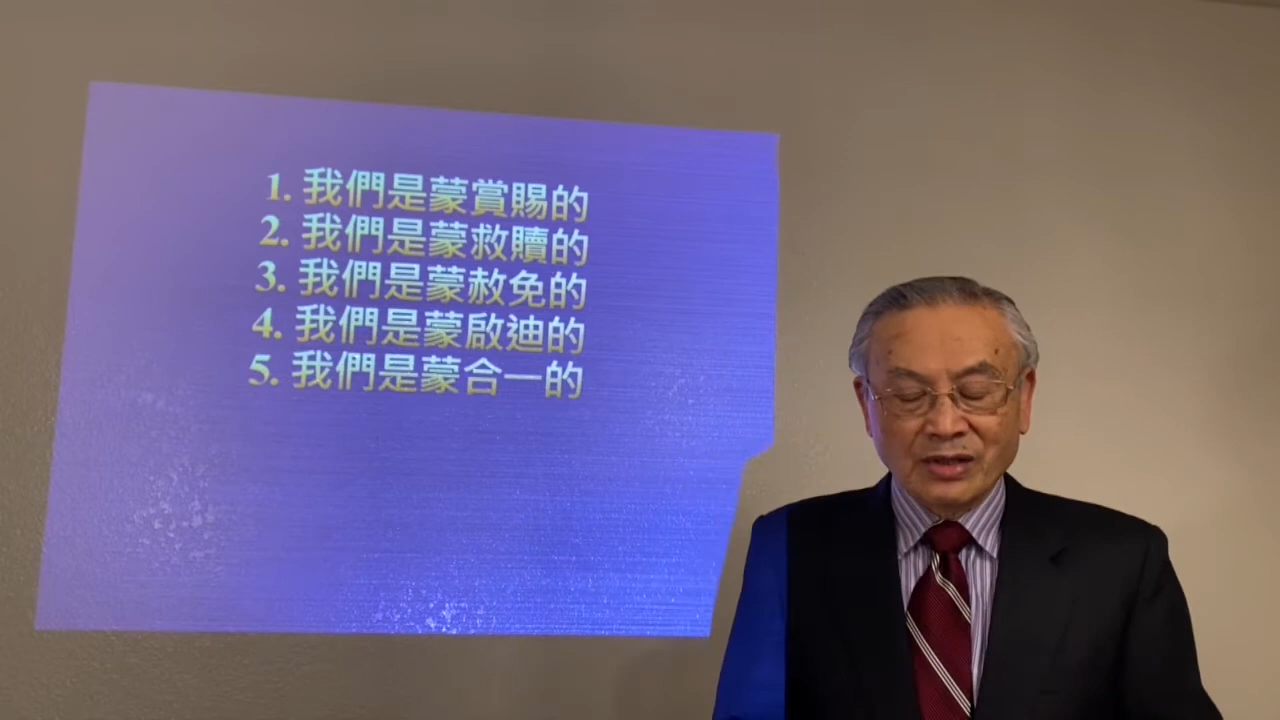 1. 我們是蒙賞賜的
2. 我們是蒙救贖的
3. 我們是蒙赦免的
4. 我們是蒙啟迪的
5. 我們是蒙合一的